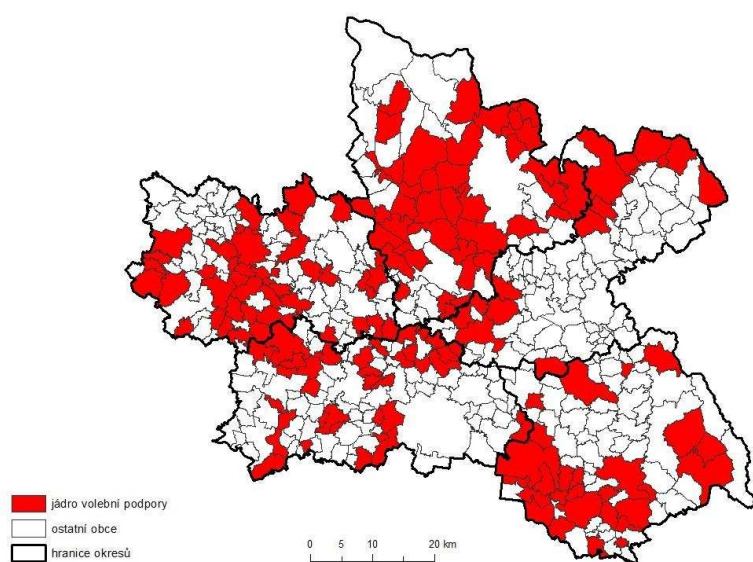 jádro volební podpory
ostatní obce
hranice okresů
0 5 10 20 km